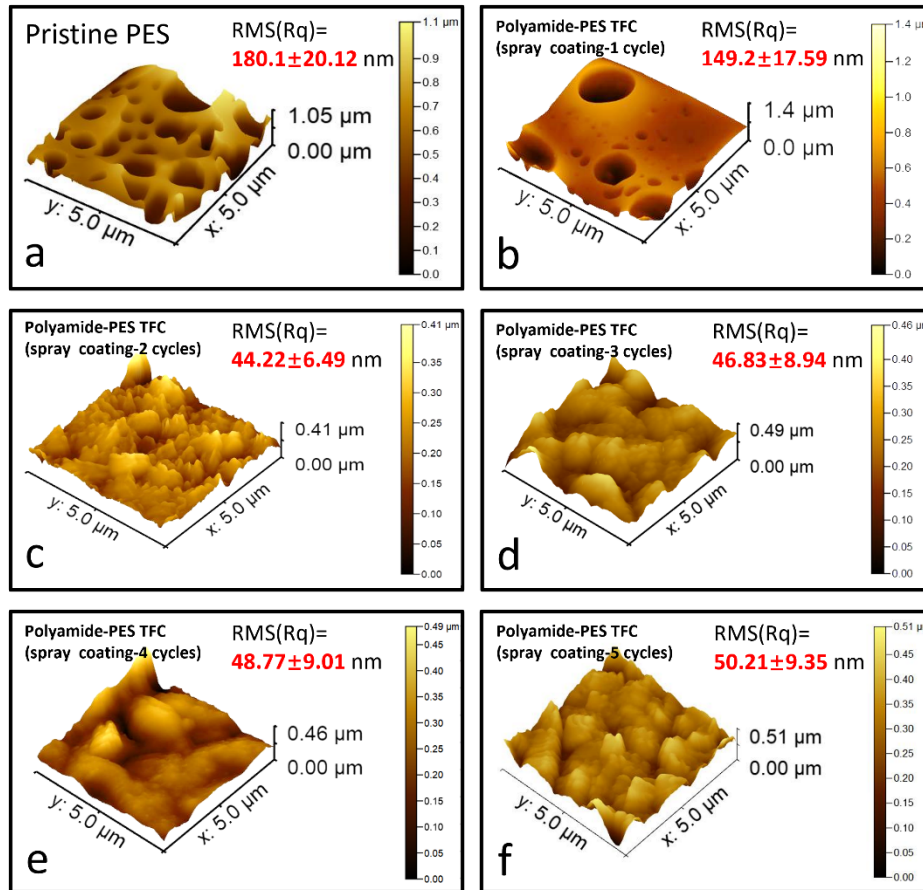 Pristine PES
RMS(Rq)=
180.1±20.12 nm
1.1 µm
1.0
0.9
0.8
0.7
0.6
0.5
0.4
0.3
0.2
0.1
0.0
1.05 µm
0.00 µm
y: 5.0 µm
x: 5.0 µm
a
Polyamide-PES TFC
(spray coating-1 cycle)
RMS(Rq)=
149.2±17.59 nm
1.4 µm
1.2
1.0
0.8
0.6
0.4
0.2
0.0
1.4 µm
0.0 µm
y: 5.0 µm
x: 5.0 µm
b
Polyamide-PES TFC
(spray coating-2 cycles)
RMS(Rq)=
44.22±6.49 nm
0.41 µm
0.35
0.30
0.25
0.20
0.15
0.10
0.05
0.00
0.41 µm
0.00 µm
y: 5.0 µm
x: 5.0 µm
c
Polyamide-PES TFC
(spray coating-3 cycles)
RMS(Rq)=
46.83±8.94 nm
0.46 µm
0.40
0.35
0.30
0.25
0.20
0.15
0.10
0.05
0.00
0.49 µm
0.00 µm
y: 5.0 µm
x: 5.0 µm
d
Polyamide-PES TFC
(spray coating-4 cycles)
RMS(Rq)=
48.77±9.01 nm
0.49 µm
0.45
0.40
0.35
0.30
0.25
0.20
0.15
0.10
0.05
0.00
0.46 µm
0.00 µm
y: 5.0 µm
x: 5.0 µm
e
Polyamide-PES TFC
(spray coating-5 cycles)
RMS(Rq)=
50.21±9.35 nm
0.51 µm
0.45
0.40
0.35
0.30
0.25
0.20
0.15
0.10
0.05
0.00
0.51 µm
0.00 µm
y: 5.0 µm
x: 5.0 µm
f